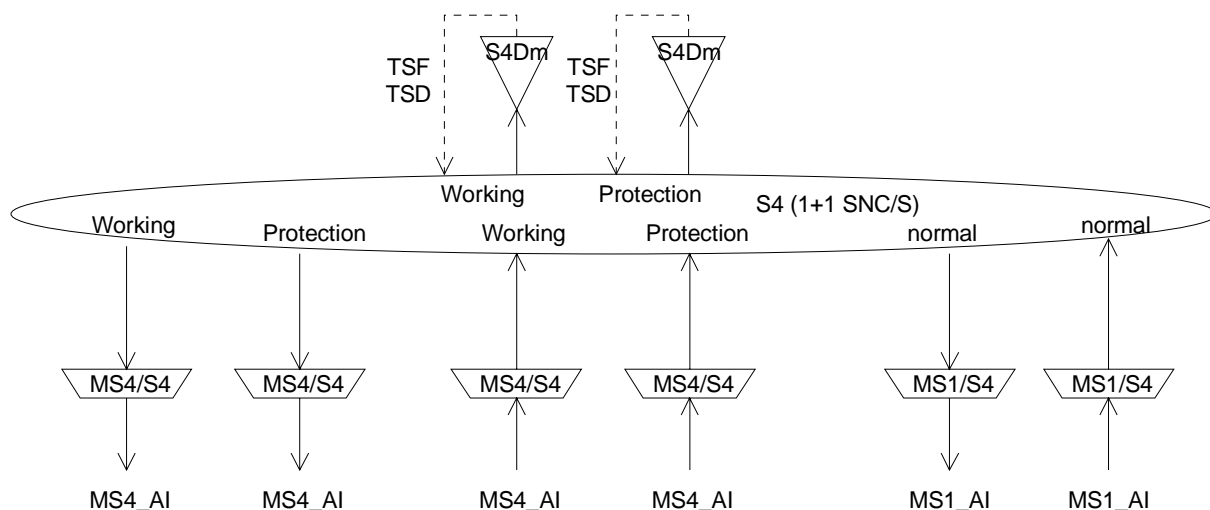 S4Dm
S4Dm
TSF
TSD
TSF
TSD
Working
Protection
S4 (1+1 SNC/S)
Working
Protection
Working
Protection
normal
normal
MS4/S4
MS4/S4
MS4/S4
MS4/S4
MS1/S4
MS1/S4
MS4_AI
MS4_AI
MS4_AI
MS4_AI
MS1_AI
MS1_AI